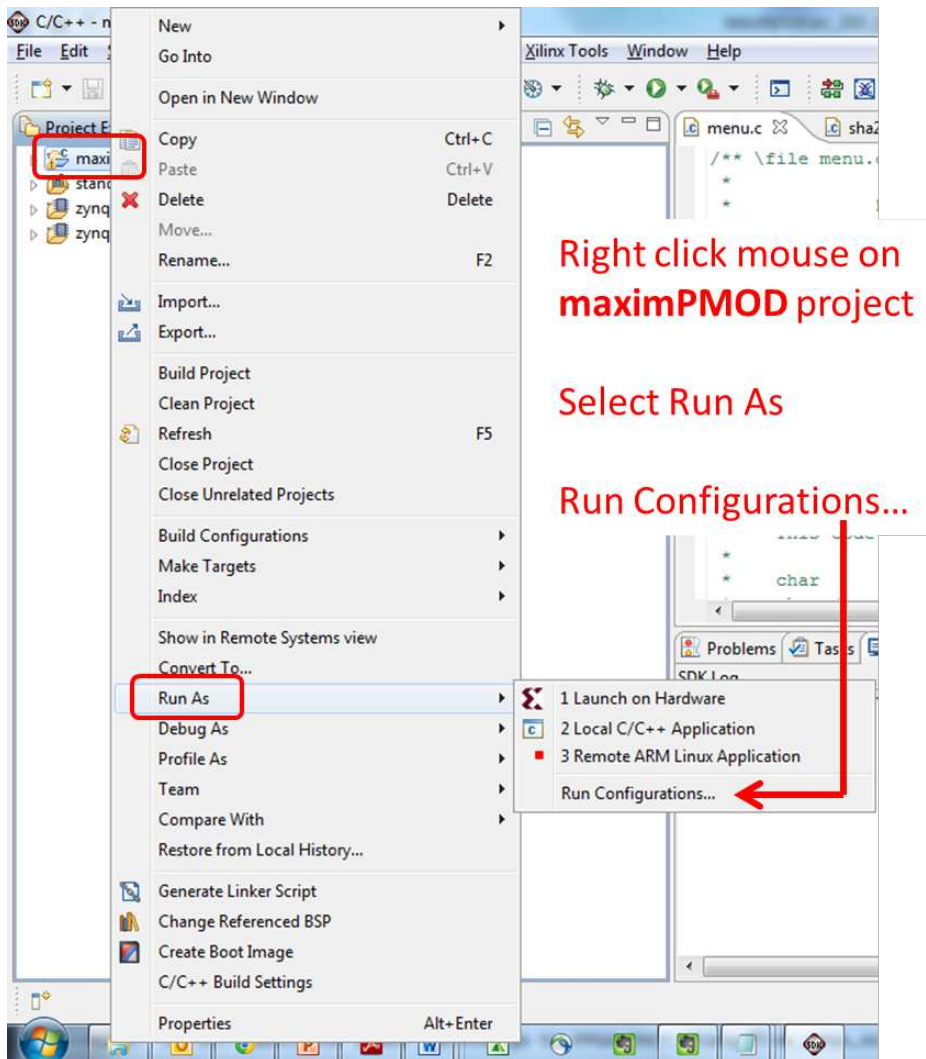 C/C++ - n
File Edit
Xilinx Tools Window Help
Project E
maxi
stand
zynq
zynq
New
Go Into
Open in New Window
Copy Ctrl+C
Paste Ctrl+V
Delete Delete
Move...
Rename... F2
Import...
Export...
Build Project
Clean Project
Refresh F5
Close Project
Close Unrelated Projects
Build Configurations
Make Targets
Index
Show in Remote Systems view
Convert To...
Run As
Debug As
Profile As
Team
Compare With
Restore from Local History...
Generate Linker Script
Change Referenced BSP
Create Boot Image
C/C++ Build Settings
Properties Alt+Enter
1 Launch on Hardware
2 Local C/C++ Application
3 Remote ARM Linux Application
Run Configurations...
menu.c sha2
/** \file menu.
*
*
Right click mouse on
maximPMOD project
Select Run As
Run Configurations...
This code
*
* char
Problems Tasks
SDK Log